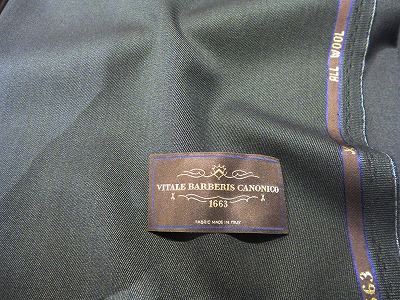 VITALE BARBERIS CANONICO
1663
FABRIC MADE IN ITALY
ALL WOOL
663